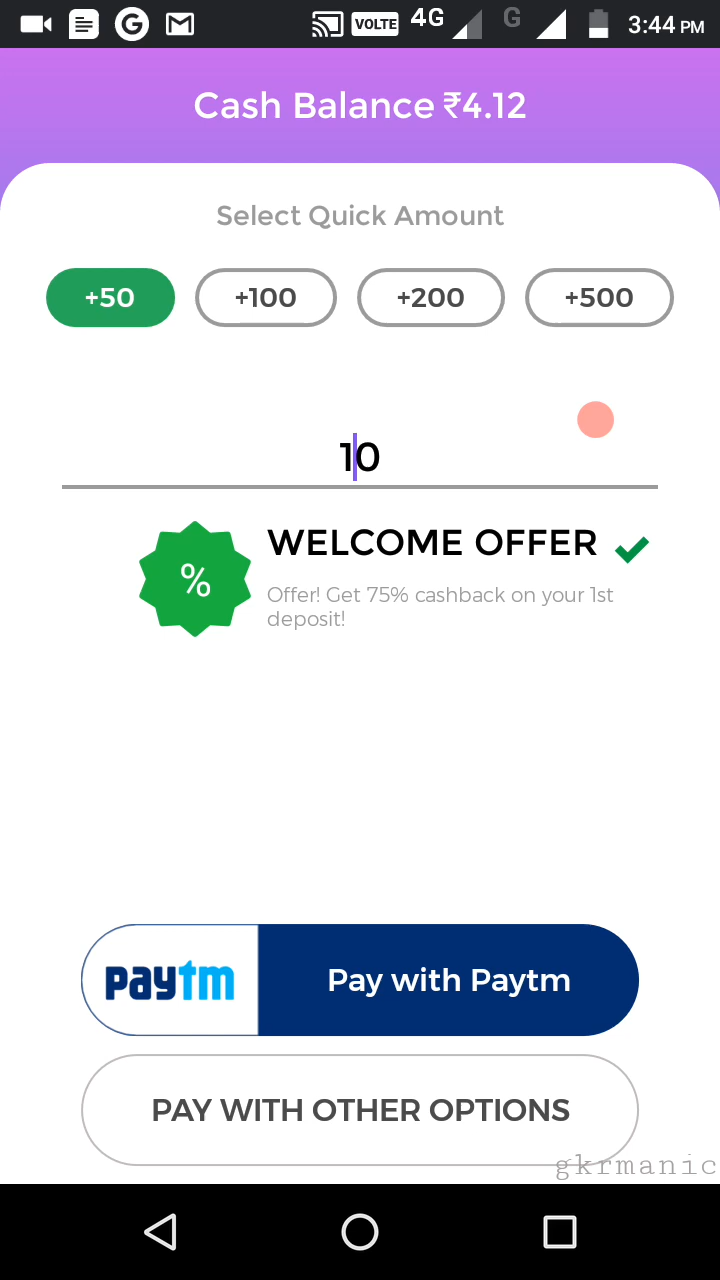 VOLTE 4G G 3:44 PM
Cash Balance ₹4.12
Select Quick Amount
+50 +100 +200 +500
10
WELCOME OFFER
%
Offer! Get 75% cashback on your 1st
deposit!
paytm Pay with Paytm
PAY WITH OTHER OPTIONS
gkrmanic